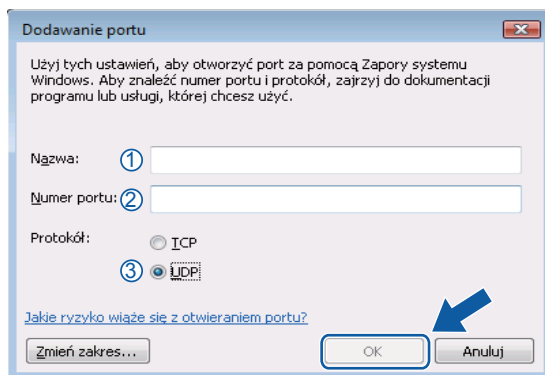 Dodawanie portu
Użyj tych ustawień, aby otworzyć port za pomocą Zapory systemu
Windows. Aby znaleźć numer portu i protokół, zajrzyj do dokumentacji
programu lub usługi, której chcesz użyć.
Nazwa: 1
Numer portu: 2
Protokół: TCP
3 UDP
Jakie ryzyko wiąże się z otwieraniem portu?
Zmień zakres... OK Anuluj